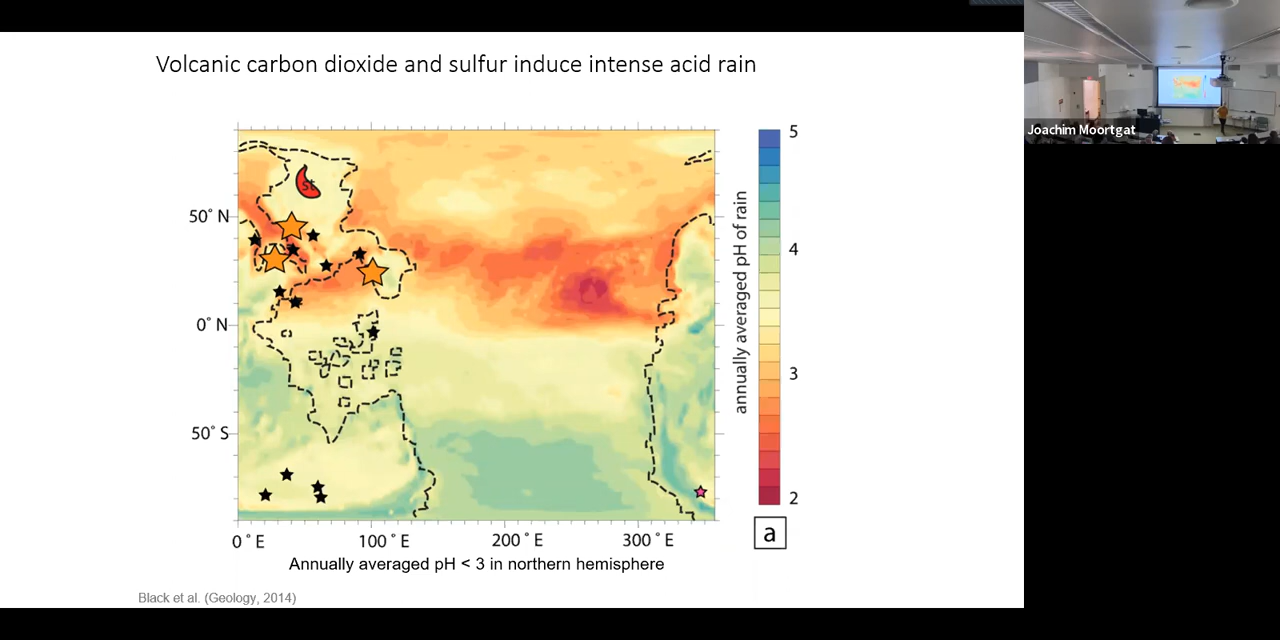 Volcanic carbon dioxide and sulfur induce intense acid rain
Joachim Moortgat
5
4
3
2
annually averaged pH of rain
50° N
0° N
50° S
St
0° E
100° E
200° E
300° E
a
Annually averaged pH < 3 in northern hemisphere
Black et al. (Geology, 2014)